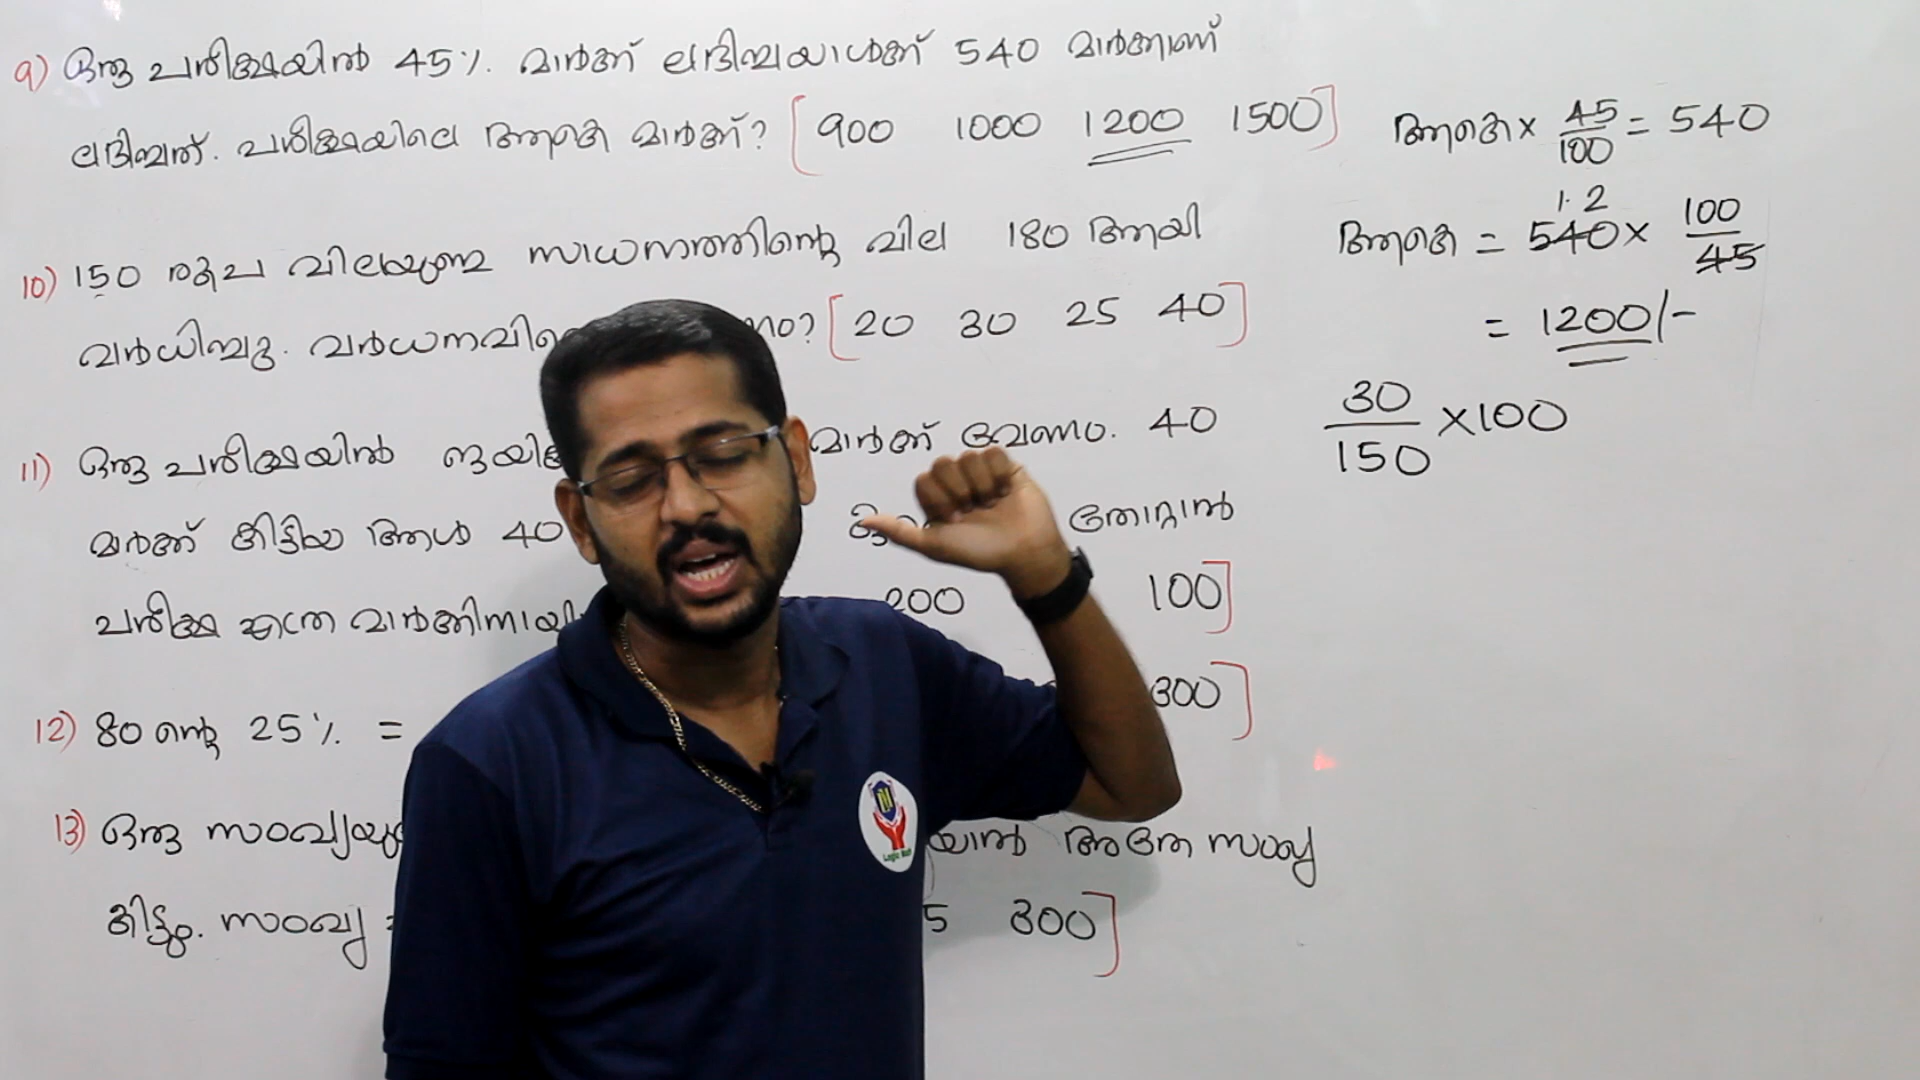 9) ഒരു പരീക്ഷയിൽ 45%. മാർക്ക് ലഭിച്ചയാൾക്ക് 540 മാർക്കാണ്
ലഭിച്ചത്. പരീക്ഷയിലെ ആകെ മാർക്ക്? [900 1000 1200 1500]
10) 150 രൂപ വിലയുണ്ട സാധനത്തിന്റെ വില 180 ആയി
വർധിച്ചു. വർധനവിന്റെ നം? [20 30 25 40]
11) ഒരു പരീക്ഷയിൽ മാർക്ക് വേണം. 40
മാർക്ക് കിട്ടിയ ആൾ 40 തോറ്റാൽ
പരീക്ഷ എത്ര മാർക്കിനായി 200 100]
12) 80 ന്റെ 25%. = 300]
13) ഒരു സംഖ്യയു യാൽ അതേ സംഖ്യ
കിട്ടും. സംഖ്യ = 5 300]
ആകെ × 45/100 = 540
ആകെ = 540 × 100/45
12
= 1200/-
30/150 ×100
Logic